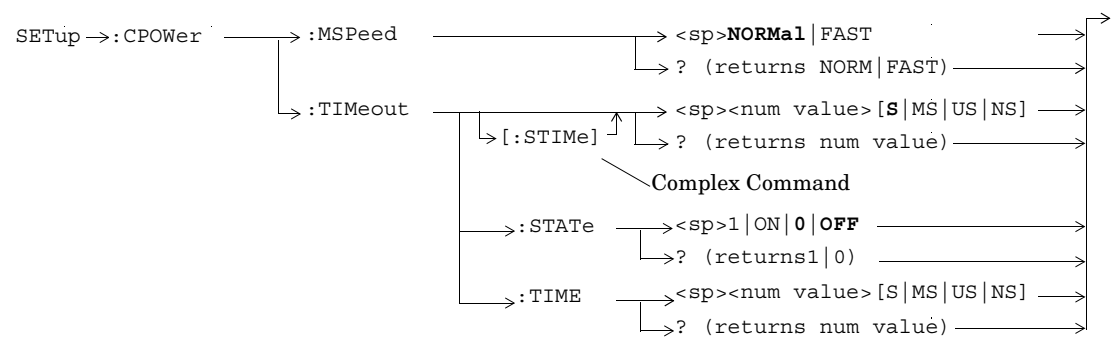 SETup :CPOWer :MSPeed <sp>NORMal|FAST
? (returns NORM|FAST)
:TIMeout <sp><num value>[S|MS|US|NS]
[:STIMe] ? (returns num value)
Complex Command
:STATe <sp>1|ON|0|OFF
? (returns1|0)
:TIME <sp><num value>[S|MS|US|NS]
? (returns num value)